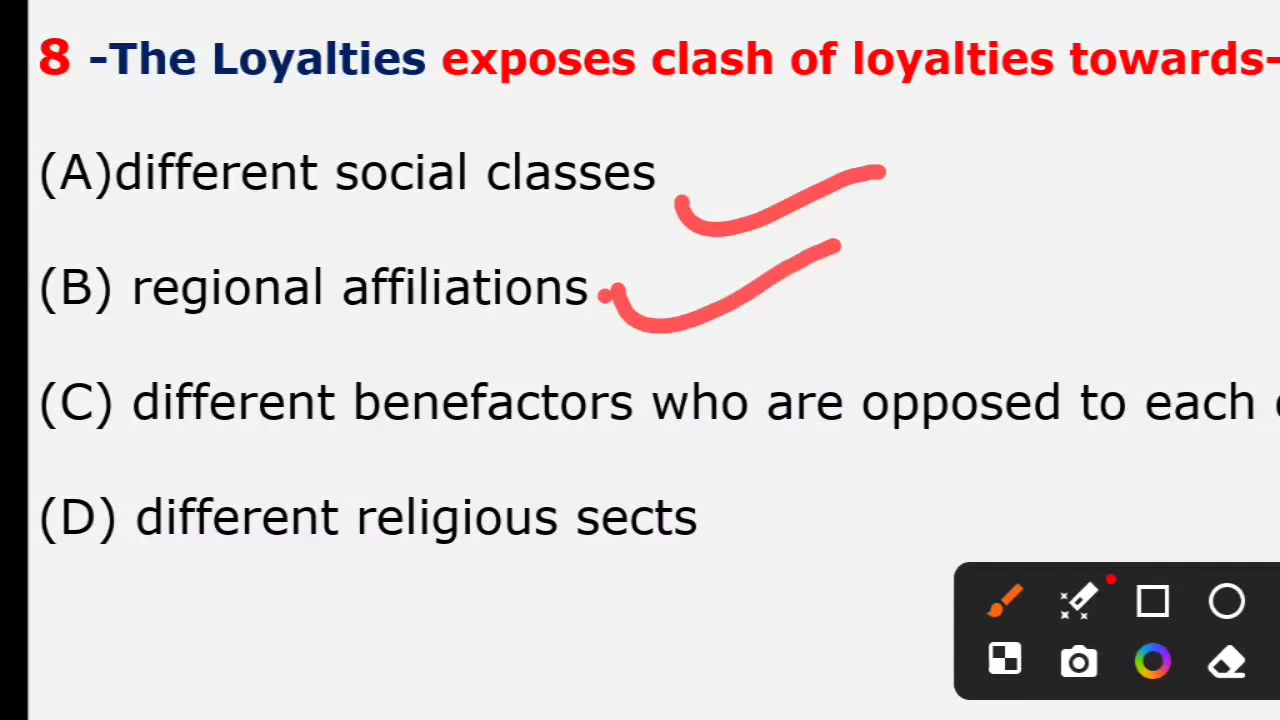 8 -The Loyalties exposes clash of loyalties towards-
(A)different social classes
(B) regional affiliations
(C) different benefactors who are opposed to each
(D) different religious sects